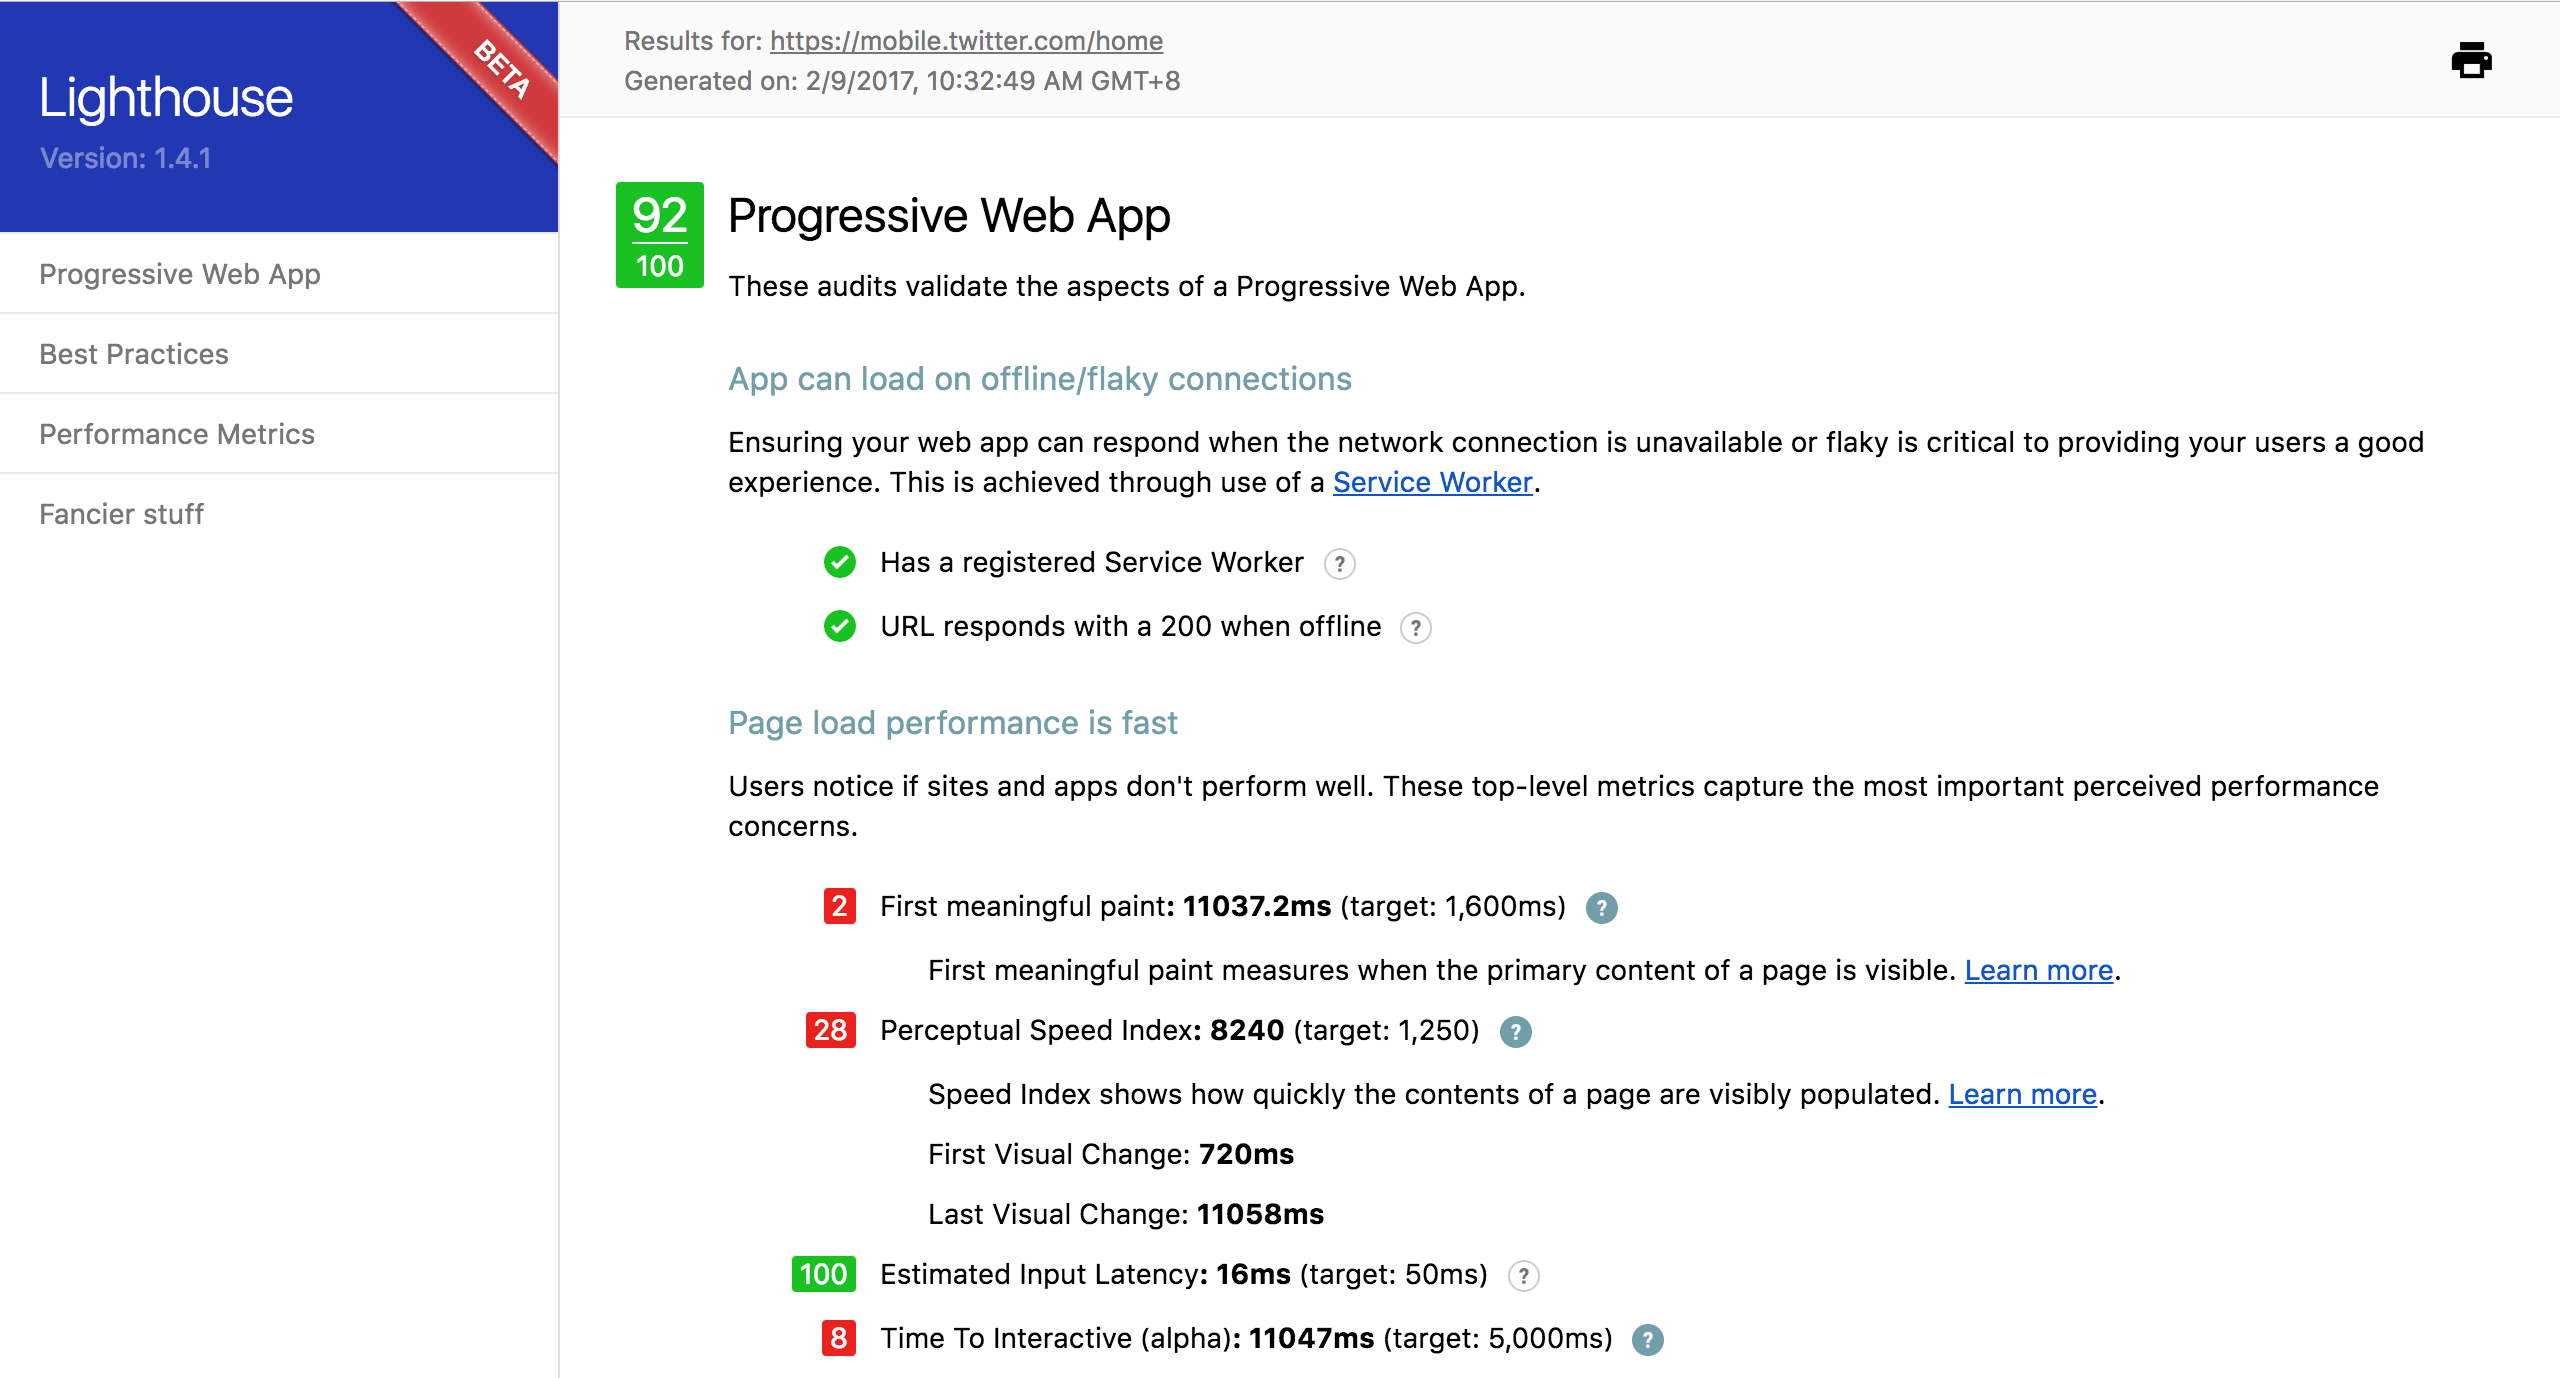 Lighthouse
Version: 1.4.1
BETA
Progressive Web App
Best Practices
Performance Metrics
Fancier stuff
Results for: https://mobile.twitter.com/home
Generated on: 2/9/2017, 10:32:49 AM GMT+8
92
100
Progressive Web App
These audits validate the aspects of a Progressive Web App.
App can load on offline/flaky connections
Ensuring your web app can respond when the network connection is unavailable or flaky is critical to providing your users a good
experience. This is achieved through use of a Service Worker.
Has a registered Service Worker ?
URL responds with a 200 when offline ?
Page load performance is fast
Users notice if sites and apps don't perform well. These top-level metrics capture the most important perceived performance
concerns.
2 First meaningful paint: 11037.2ms (target: 1,600ms) ?
First meaningful paint measures when the primary content of a page is visible. Learn more.
28 Perceptual Speed Index: 8240 (target: 1,250) ?
Speed Index shows how quickly the contents of a page are visibly populated. Learn more.
First Visual Change: 720ms
Last Visual Change: 11058ms
100 Estimated Input Latency: 16ms (target: 50ms) ?
8 Time To Interactive (alpha): 11047ms (target: 5,000ms) ?